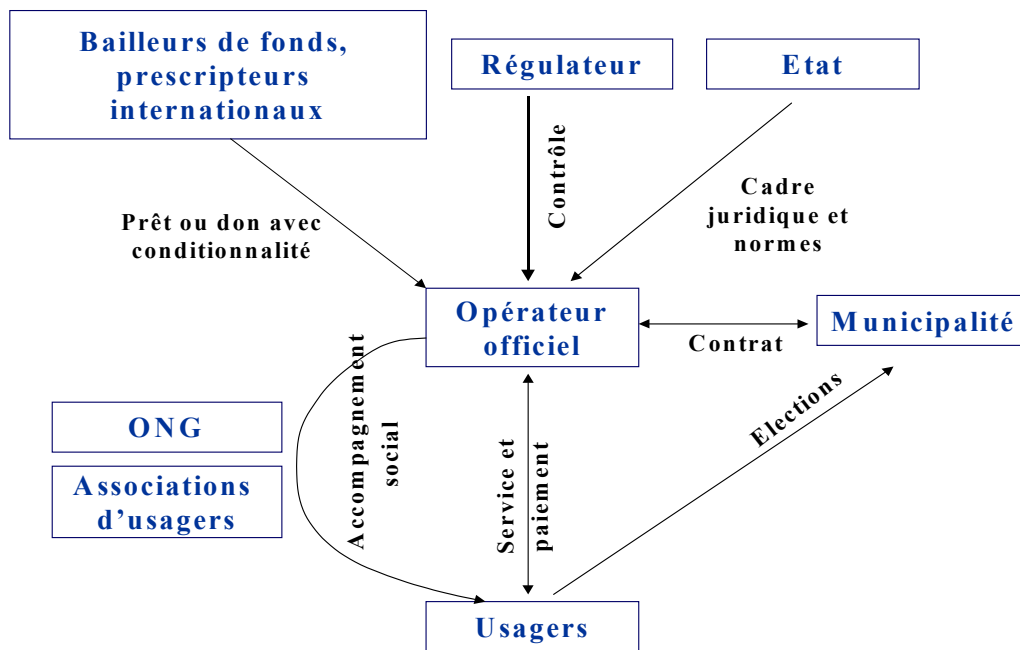 Bailleurs de fonds,
prescripteurs
internationaux
Régulateur
Etat
Contrôle
Prêt ou don avec
conditionnalité
Cadre
juridique et
normes
Opérateur
officiel
Contrat
Municipalité
ONG
Associations
d'usagers
Accompagnement
social
Service et
paiement
Elections
Usagers